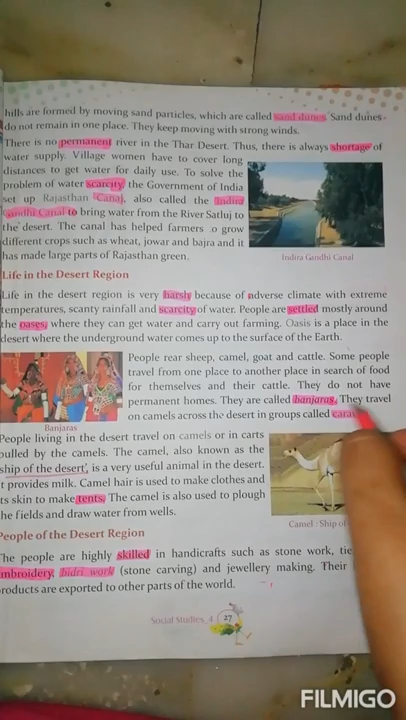 hills are formed by moving sand particles, which are called sand dunes. Sand dunes
do not remain in one place. They keep moving with strong winds.
There is no permanent river in the Thar Desert. Thus, there is always shortage of
water supply. Village women have to cover long
distances to get water for daily use. To solve the
problem of water scarcity the Government of India
set up Rajasthan Canal, also called the Indira
Gandhi Canal to bring water from the River Satluj to
the desert. The canal has helped farmers o grow
different crops such as wheat, jowar and bajra and it
has made large parts of Rajasthan green.
Indira Gandhi Canal
Life in the Desert Region
Life in the desert region is very harsh because of adverse climate with extreme
temperatures, scanty rainfall and scarcity of water. People are settled mostly around
the oases, where they can get water and carry out farming. Oasis is a place in the
desert where the underground water comes up to the surface of the Earth.
People rear sheep, camel, goat and cattle. Some people
travel from one place to another place in search of food
for themselves and their cattle. They do not have
permanent homes. They are called banjaras. They travel
on camels across the desert in groups called
Banjaras
People living in the desert travel on camels or in carts
pulled by the camels. The camel, also known as the
ship of the desert', is a very useful animal in the desert.
t provides milk. Camel hair is used to make clothes and
ts skin to make tents. The camel is also used to plough
he fields and draw water from wells.
Camel : Ship of
People of the Desert Region
The people are highly skilled in handicrafts such as stone work, tie
mbroidery, bidri work (stone carving) and jewellery making. Their
products are exported to other parts of the world.
Social Studies_4
27
FILMIGO